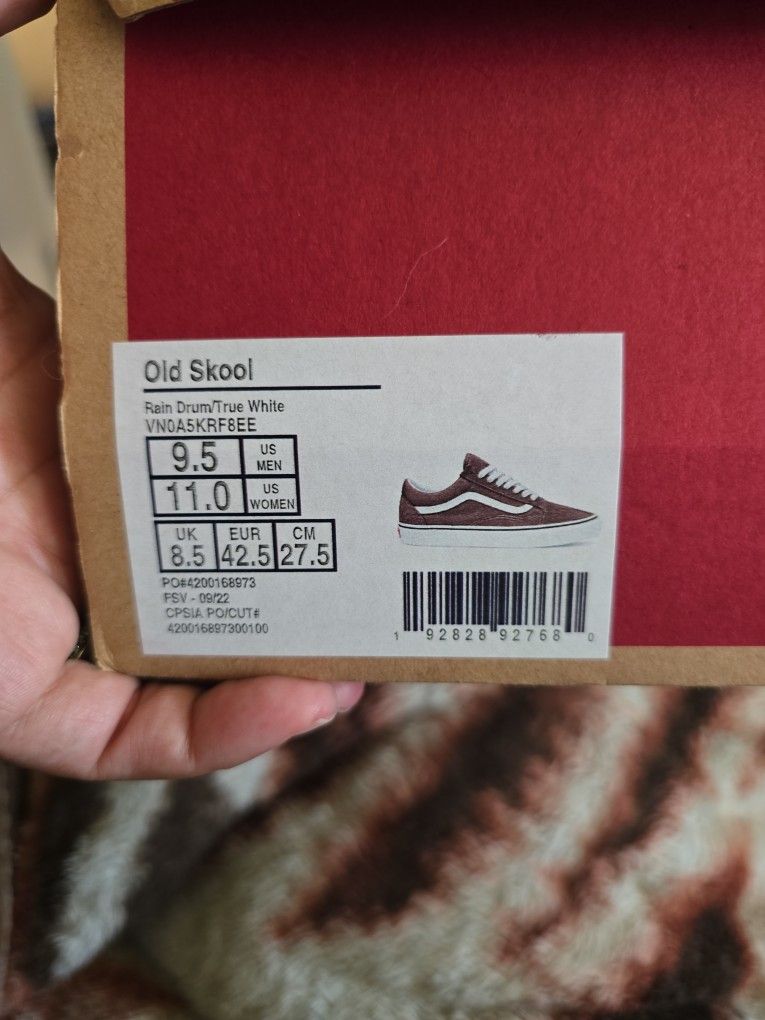 Old Skool
Rain Drum/True White
VN0A5KRF8EE
9.5 US MEN
11.0 US WOMEN
UK EUR CM
8.5 42.5 27.5
PO#4200168973
FSV - 09/22
CPSIA PO/CUT#
420016897300100
1 92828 92768 0